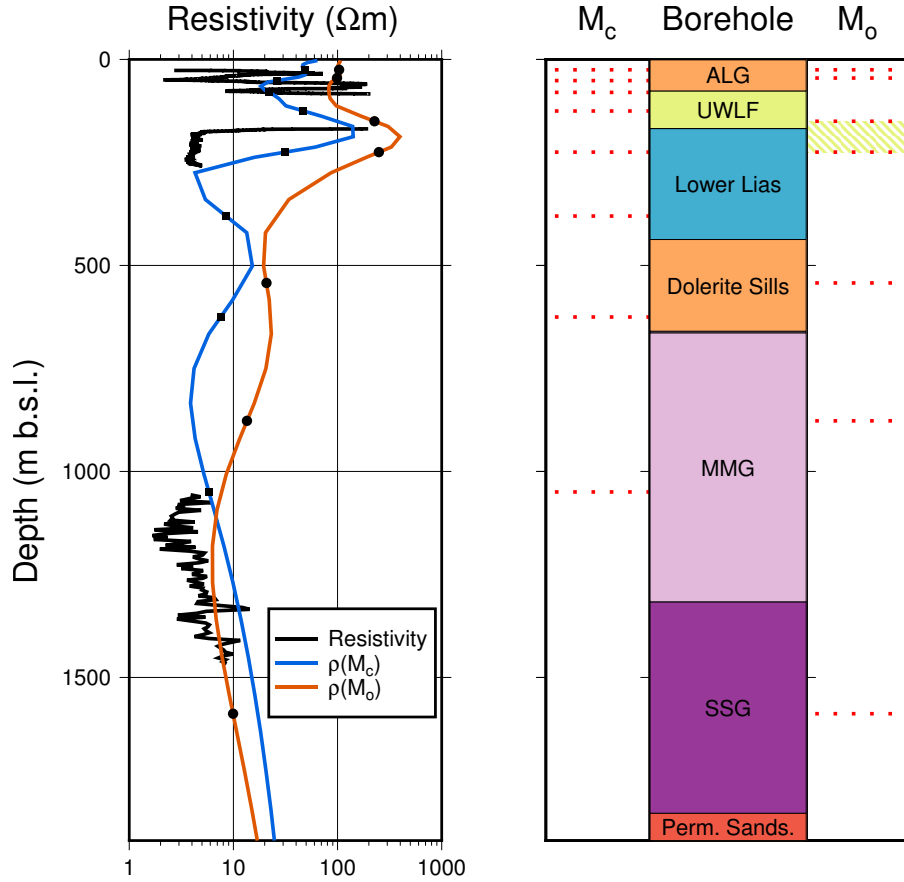 Resistivity (Ωm)
Mc Borehole Mo
0
500
1000
1500
Depth (m b.s.l.)
1 10 100 1000
Resistivity
ρ(Mc)
ρ(Mo)
ALG
UWLF
Lower Lias
Dolerite Sills
MMG
SSG
Perm. Sands.